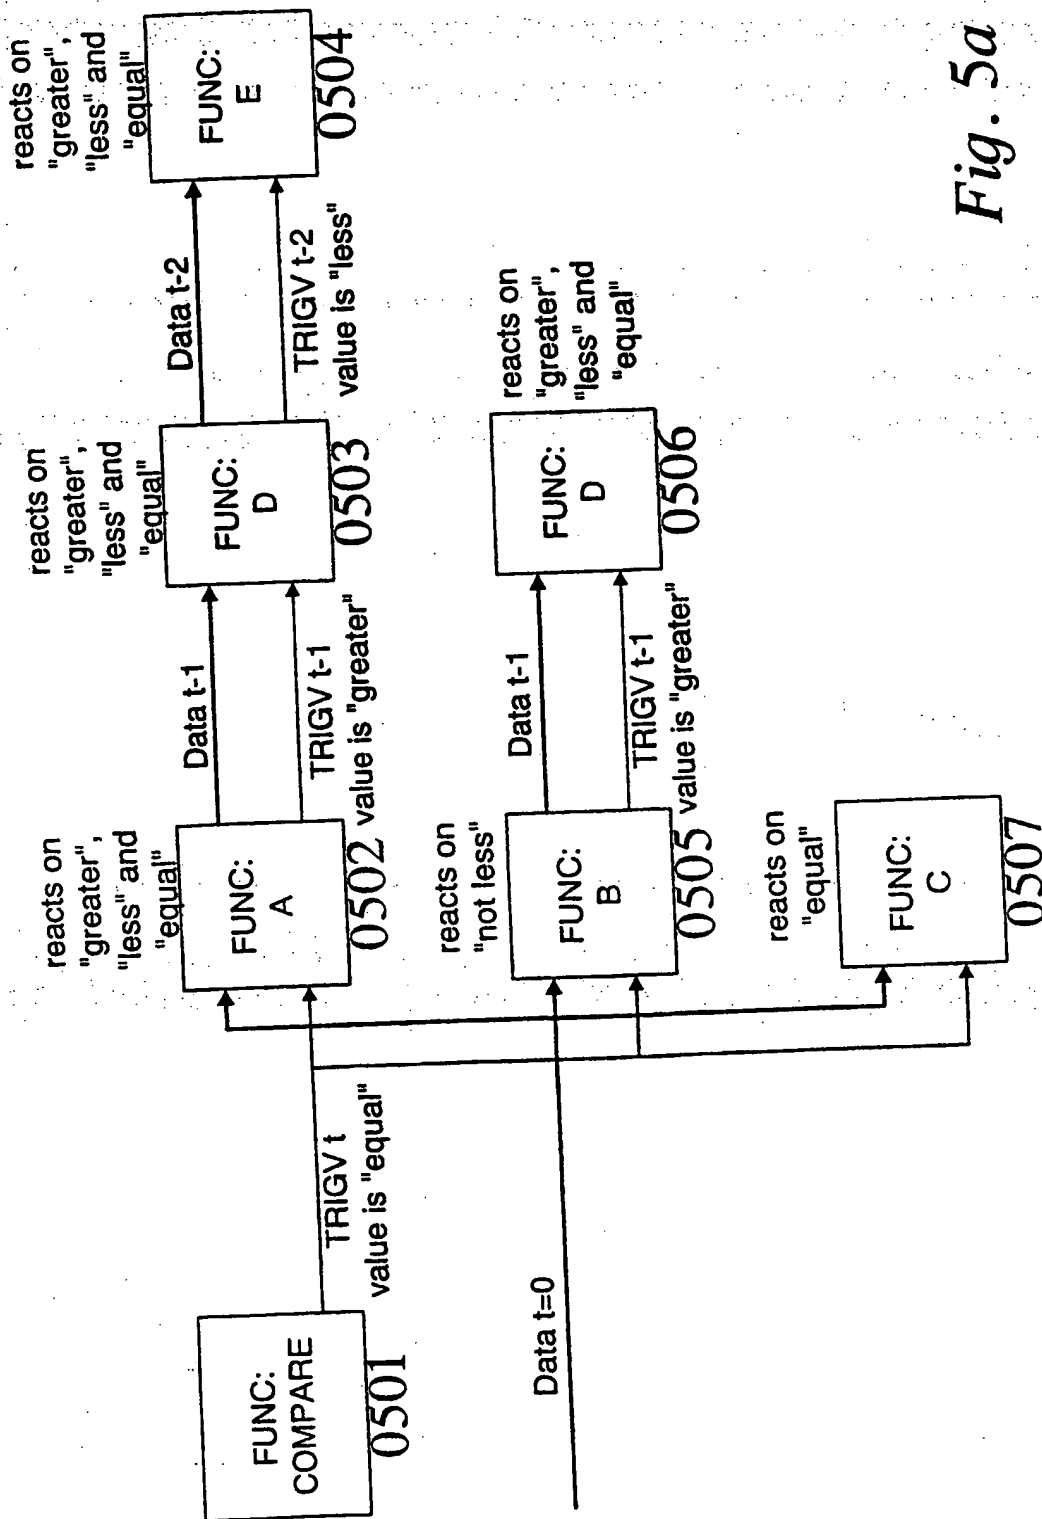 FUNC:
COMPARE
0501
TRIGV t
value is "equal"
Data t=0
reacts on
"greater",
"less" and
"equal"
FUNC:
A
0502
Data t-1
TRIGV t-1
value is "greater"
reacts on
"greater",
"less" and
"equal"
FUNC:
D
0503
Data t-2
TRIGV t-2
value is "less"
reacts on
"greater",
"less" and
"equal"
FUNC:
E
0504
reacts on
"not less"
FUNC:
B
0505
Data t-1
TRIGV t-1
value is "greater"
reacts on
"greater",
"less" and
"equal"
FUNC:
D
0506
reacts on
"equal"
FUNC:
C
0507
Fig. 5a